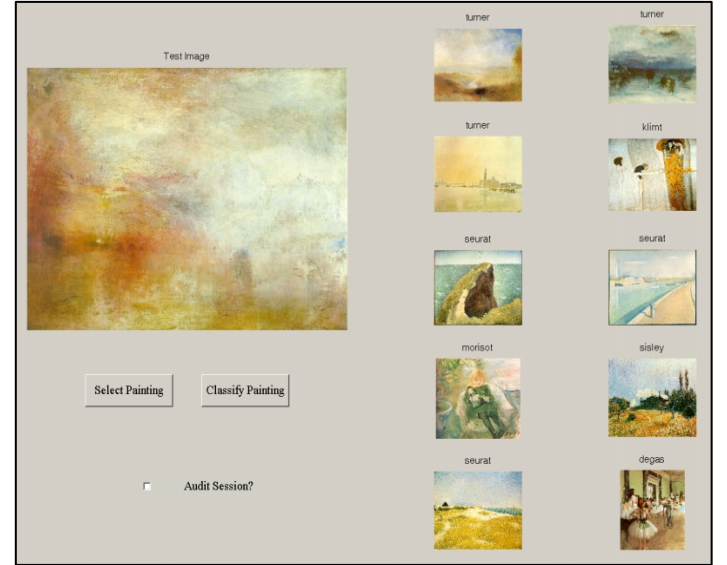 Test Image
Select Painting
Classify Painting
Audit Session?
turner
turner
turner
klimt
seurat
seurat
morisot
sisley
seurat
degas